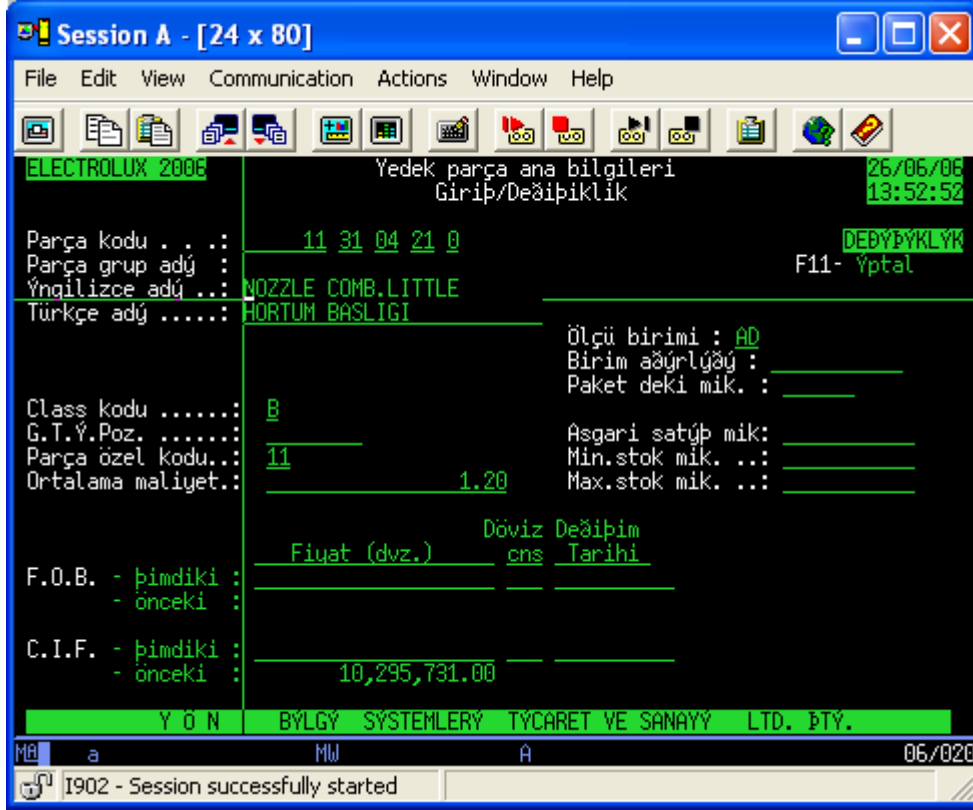 Session A - [24 x 80]
File Edit View Communication Actions Window Help
ELECTROLUX 2006 Yedek parça ana bilgileri 26/06/06
Giriþ/Deðiþiklik 13:52:52
Parça kodu . . .: 11 31 04 21 0 DEÐÝÞÝKLÝK
Parça grup adý : F11- Ýptal
Ýngilizce adý ..: NOZZLE COMB.LITTLE
Türkçe adý .....: HORTUM BASLIGI
Ölçü birimi : AD
Birim aðýrlýðý :
Paket deki mik. :
Class kodu ......: B
G.T.Ý.Poz. ......: Asgari satýþ mik:
Parça özel kodu..: 11 Min.stok mik. ..:
Ortalama maliyet.: 1.20 Max.stok mik. ..:
Döviz Deðiþim
Fiyat (dvz.) cns Tarihi
F.O.B. - þimdiki :
- önceki :
C.I.F. - þimdiki :
- önceki : 10,295,731.00
Y Ö N BÝLGÝ SÝSTEMLERÝ TÝCARET VE SANAYÝ LTD. ÞTÝ.
MA a MW A 06/020
I902 - Session successfully started